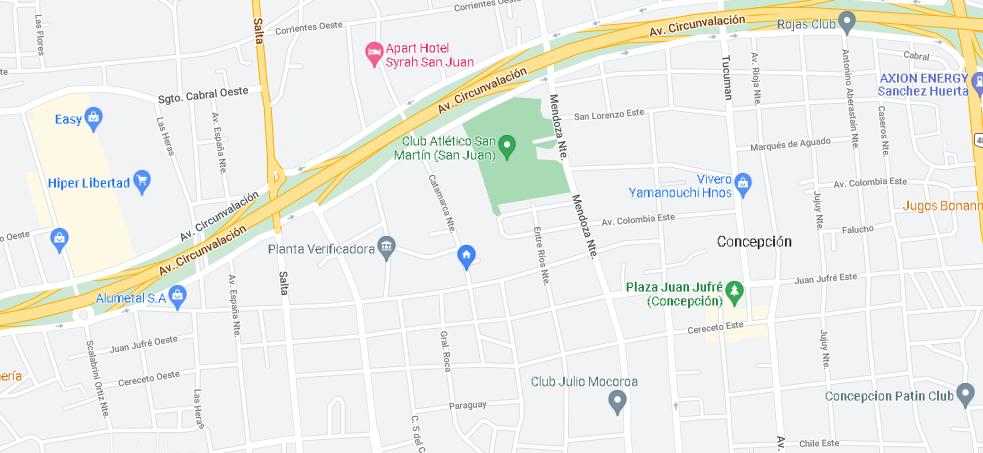 Corrientes Oeste
Corrientes Este
Las Flores
Salta
Av. Circunvalación
Rojas Club
Apart Hotel
Syrah San Juan
Cabral
Tucuman
Av. Rioja Nte.
Antonino Aberastain Nte.
Caseros Nte.
AXION ENERGY
Sanchez Huerta
Sgto. Cabral Oeste
Av. Circunvalación
Mendoza Nte.
San Lorenzo Este
Easy
Las Heras
Av. España Nte.
Club Atlético San
Martín (San Juan)
Marqués de Aguado
40
Hiper Libertad
Catamarca Nte.
Vivero
Yamanouchi Hnos
Av. Colombia Este
Jujuy Nte.
Jugos Bonann
Av. Circunvalación
Mendoza Nte.
Av. Colombia Este
Falucho
o Oeste
Av. Circunvalación
Planta Verificadora
Entre Ríos Nte.
Concepción
Salta
Av. España Nte.
Alumetal S.A
Plaza Juan Jufré
(Concepción)
Juan Jufré Este
Cereceto Este
Scalabrini Ortiz Nte.
Juan Jufré Oeste
Gral. Roca
Jujuy Nte.
ería
Cereceto Oeste
Las Heras
Club Julio Mocoroa
Concepcion Patin Club
Paraguay
C. S del C
Av.
Chile Este